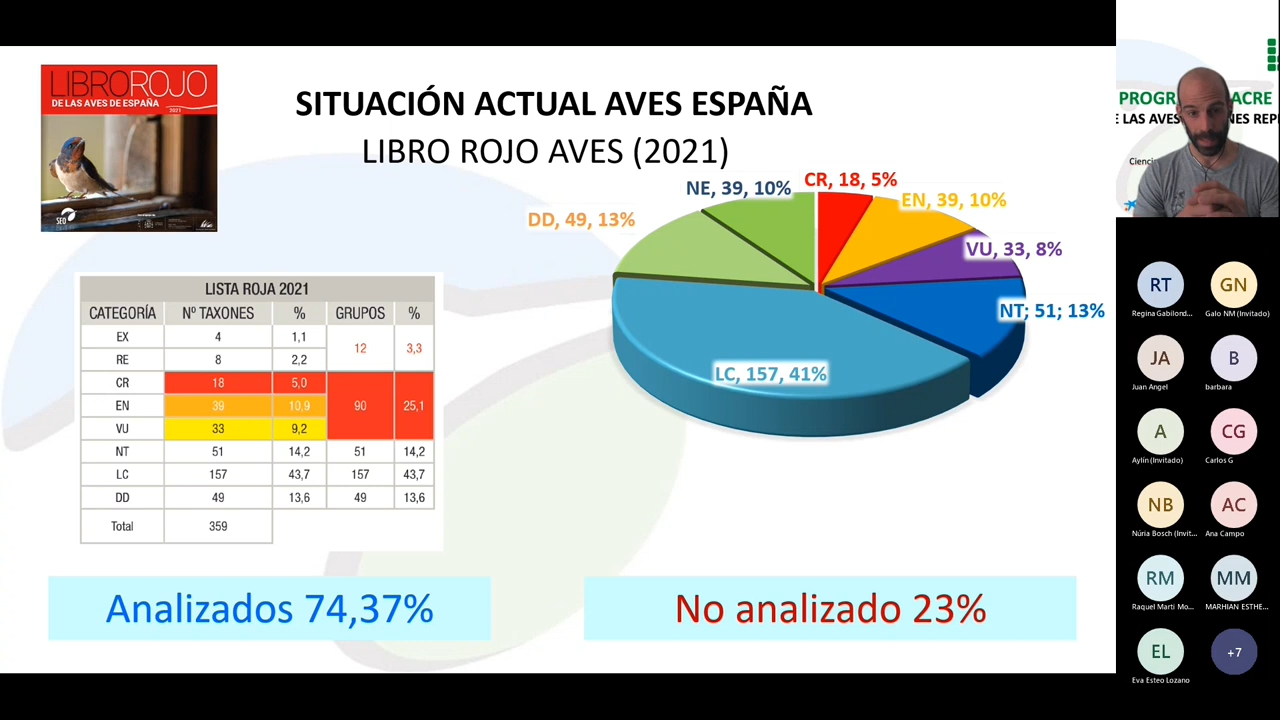 LIBROROJO
DE LAS AVES DE ESPAÑA
2021
SEO
SITUACIÓN ACTUAL AVES ESPAÑA
LIBRO ROJO AVES (2021)
NE, 39, 10%
CR, 18, 5%
EN, 39, 10%
DD, 49, 13%
VU, 33, 8%
NT; 51; 13%
LC, 157, 41%
LISTA ROJA 2021
CATEGORÍA Nº TAXONES % GRUPOS %
EX 4 1,1
12 3,3
RE 8 2,2
CR 18 5,0
EN 39 10,9 90 25,1
VU 33 9,2
NT 51 14,2 51 14,2
LC 157 43,7 157 43,7
DD 49 13,6 49 13,6
Total 359
Analizados 74,37%
No analizado 23%
PROGR ACRE
E LAS AVES NES REPR
Cienci
RT GN
Regina Gabilond... Galo NM (Invitado)
JA B
Juan Angel barbara
A CG
Aylín (Invitado) Carlos G
NB AC
Núria Bosch (Invit... Ana Campo
RM MM
Raquel Martí Mo... MARHIAN ESTHE...
EL +7
Eva Esteo Lozano